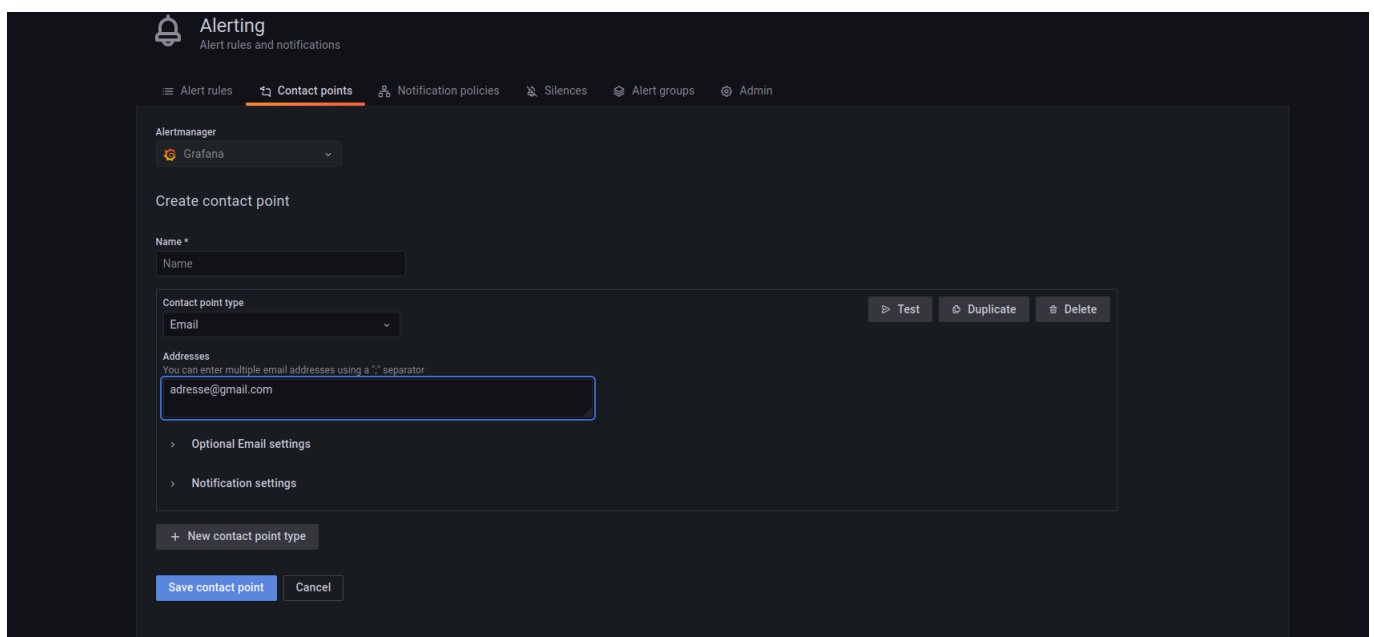 Alerting
Alert rules and notifications
Alert rules Contact points Notification policies Silences Alert groups Admin
Alertmanager
Grafana
Create contact point
Name *
Name
Contact point type
Test Duplicate Delete
Email
Addresses
You can enter multiple email addresses using a ";" separator
adresse@gmail.com
Optional Email settings
Notification settings
+ New contact point type
Save contact point Cancel